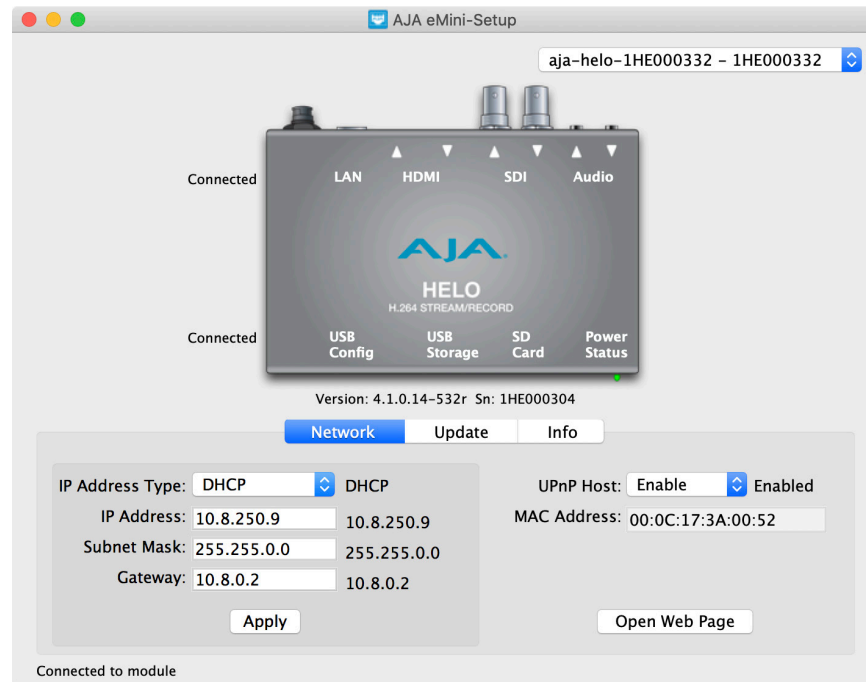 AJA eMini-Setup
aja-helo-1HE000332 - 1HE000332
Connected
LAN HDMI SDI Audio
AJA
HELO
H.264 STREAM/RECORD
Connected
USB Config USB Storage SD Card Power Status
Version: 4.1.0.14-532r Sn: 1HE000304
Network Update Info
IP Address Type: DHCP DHCP
IP Address: 10.8.250.9 10.8.250.9
Subnet Mask: 255.255.0.0 255.255.0.0
Gateway: 10.8.0.2 10.8.0.2
Apply
UPnP Host: Enable Enabled
MAC Address: 00:0C:17:3A:00:52
Open Web Page
Connected to module